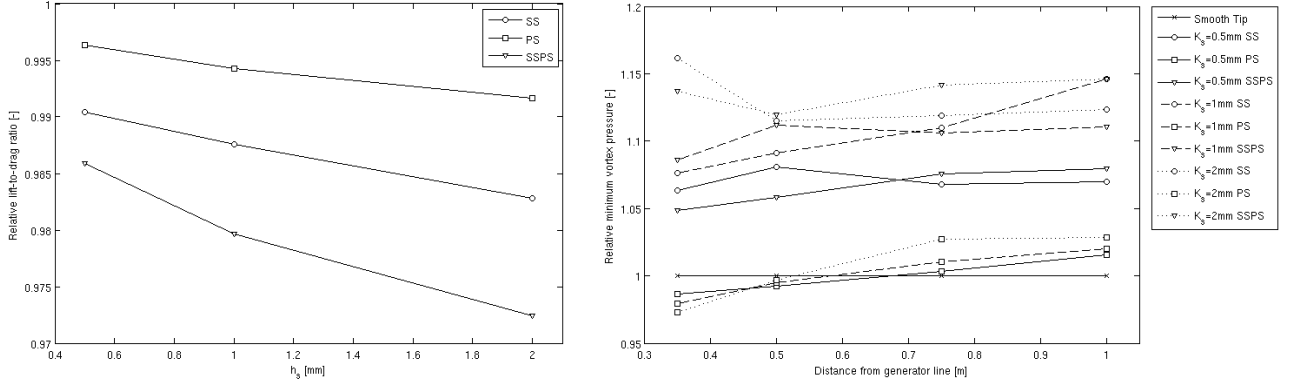 1
0.995
0.99
0.985
0.98
0.975
0.97
0.4
0.6
0.8
1
1.2
1.4
1.6
1.8
2
h_s [mm]
Relative lift-to-drag ratio [-]
SS
PS
SSPS
1.15
1.1
1.05
1
0.95
0.3
0.4
0.5
0.6
0.7
0.8
0.9
1
Distance from generator line [m]
Relative minimum vortex pressure [-]
Smooth Tip
K_s=0.5mm SS
K_s=0.5mm PS
K_s=0.5mm SSPS
K_s=1mm SS
K_s=1mm PS
K_s=1mm SSPS
K_s=2mm SS
K_s=2mm PS
K_s=2mm SSPS